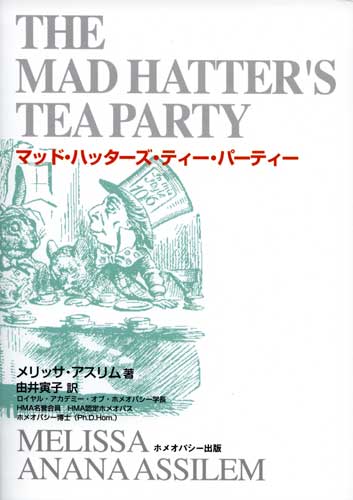 THE
MAD HATTER'S
TEA PARTY
マッド・ハッターズ・ティー・パーティー
メリッサ・アスリム 著
由井寅子 訳
ロイヤル・アカデミー・オブ・ホメオパシー学長
HMA名誉会員 HMA認定ホメオパス
ホメオパシー博士 (Ph.D.Hom.)
MELISSA ホメオパシー出版
ANANA ASSILEM